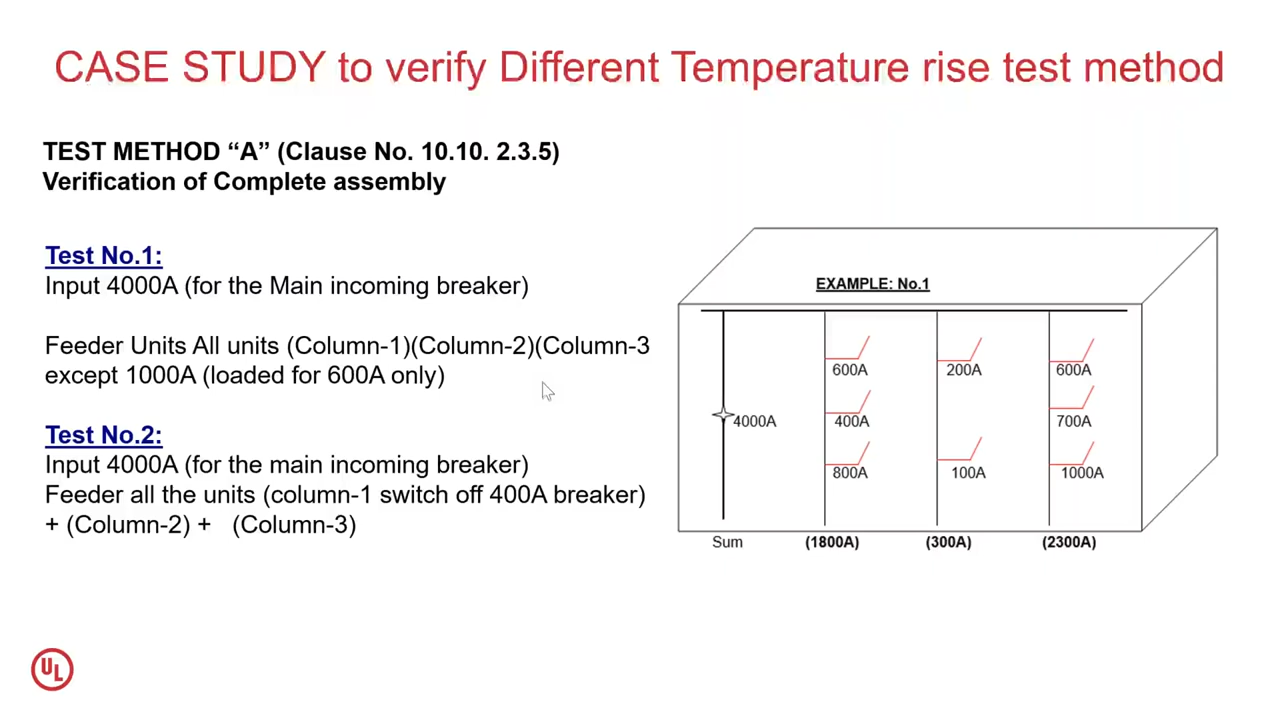 CASE STUDY to verify Different Temperature rise test method
TEST METHOD “A” (Clause No. 10.10. 2.3.5)
Verification of Complete assembly
Test No.1:
Input 4000A (for the Main incoming breaker)
Feeder Units All units (Column-1)(Column-2)(Column-3
except 1000A (loaded for 600A only)
Test No.2:
Input 4000A (for the main incoming breaker)
Feeder all the units (column-1 switch off 400A breaker)
+ (Column-2) + (Column-3)
EXAMPLE: No.1
600A 200A 600A
4000A 400A 700A
800A 100A 1000A
Sum (1800A) (300A) (2300A)
UL